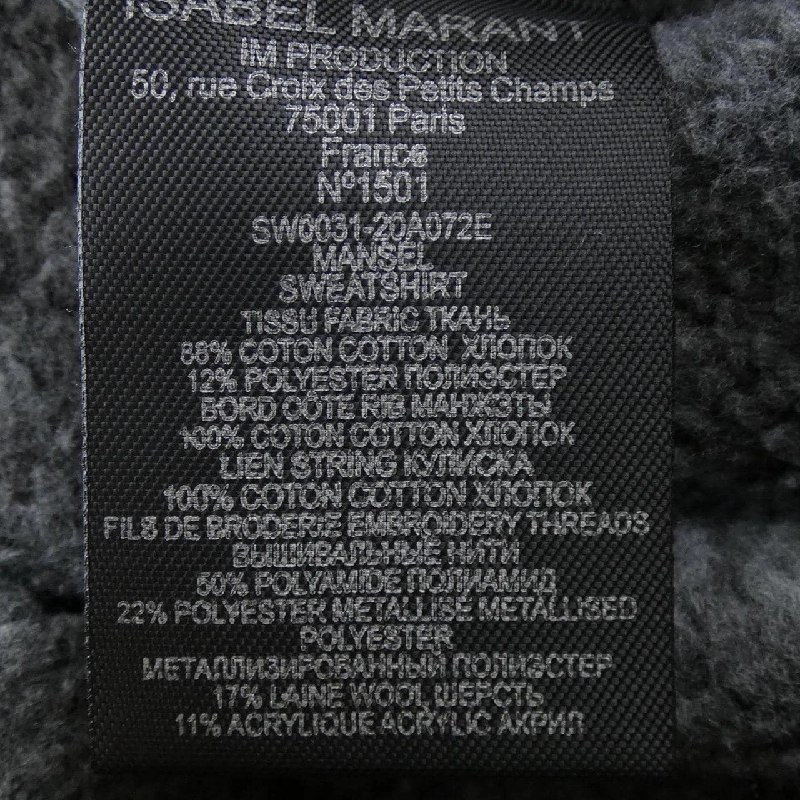 ISABEL MARANT
IM PRODUCTION
50, rue Croix des Petits Champs
75001 Paris
France
Nº1501
SW0031-20A072E
MANSEL
SWEATSHIRT
TISSU FABRIC ТКАНЬ
88% COTON COTTON ХЛОПОК
12% POLYESTER ПОЛИЭСТЕР
BORD CÔTE RIB МАНЖЭТЫ
100% COTON COTTON ХЛОПОК
LIEN STRING КУЛИСКА
100% COTON COTTON ХЛОПОК
FILS DE BRODERIE EMBROIDERY THREADS
ВЫШИВАЛЬНЫЕ НИТИ
50% POLYAMIDE ПОЛИАМИД
22% POLYESTER METALLISE METALLISED
POLYESTER
МЕТАЛЛИЗИРОВАННЫЙ ПОЛИЭСТЕР
17% LAINE WOOL ШЕРСТЬ
11% ACRYLIQUE ACRYLIC АКРИЛ